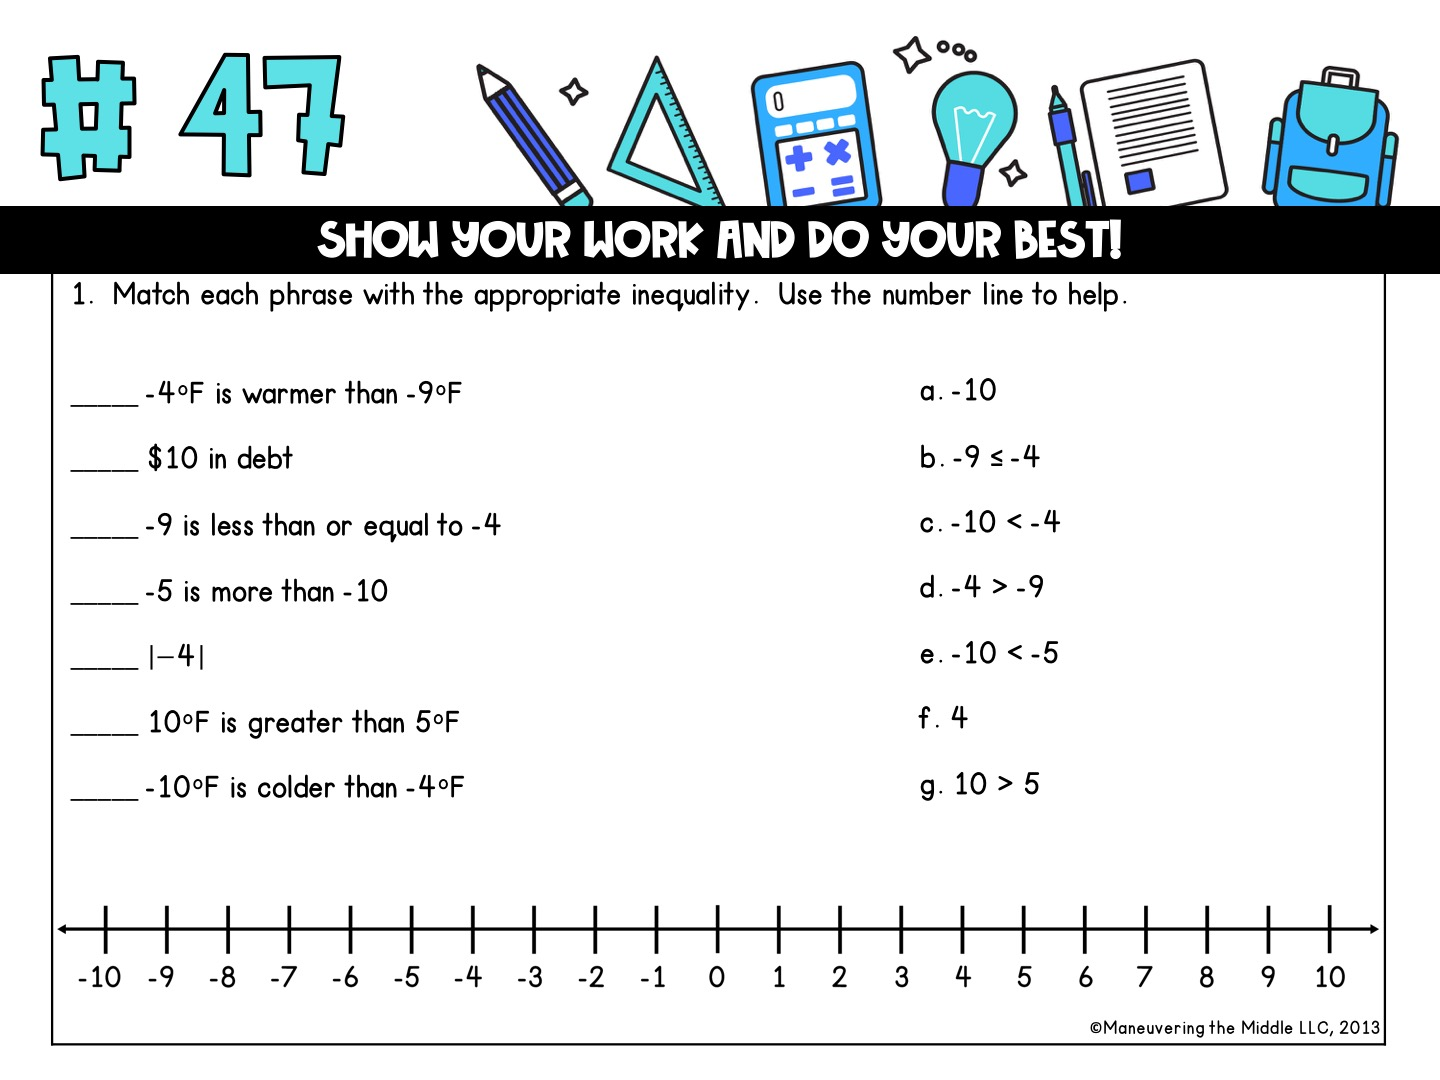 # 47
SHOW YOUR WORK AND DO YOUR BEST!
1. Match each phrase with the appropriate inequality. Use the number line to help.
_____ -4°F is warmer than -9°F
a. -10
_____ $10 in debt
b. -9 ≤ -4
_____ -9 is less than or equal to -4
c. -10 < -4
_____ -5 is more than -10
d. -4 > -9
_____ |−4|
e. -10 < -5
_____ 10°F is greater than 5°F
f. 4
_____ -10°F is colder than -4°F
g. 10 > 5
-10 -9 -8 -7 -6 -5 -4 -3 -2 -1 0 1 2 3 4 5 6 7 8 9 10
©Maneuvering the Middle LLC, 2013